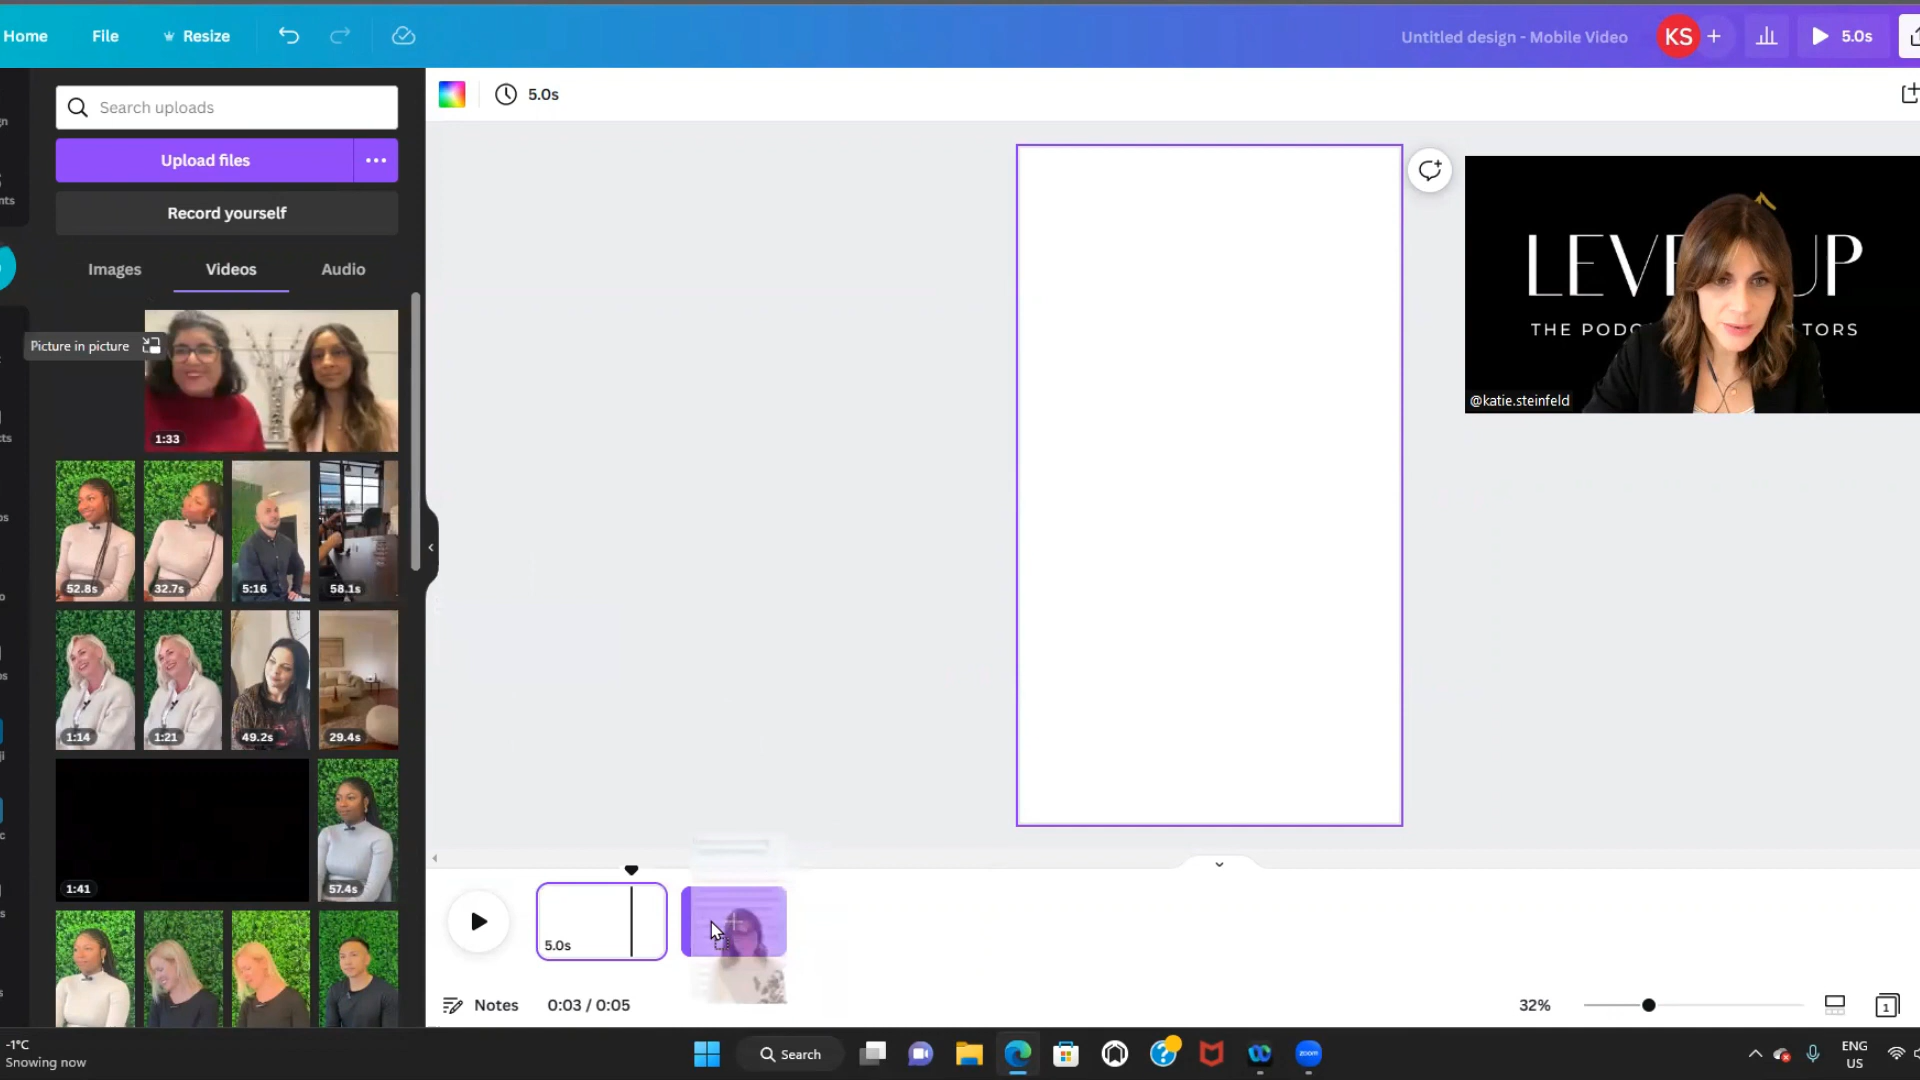 Home
File
Resize
Untitled design - Mobile Video
KS
5.0s
Search uploads
5.0s
Upload files
Record yourself
Images
Videos
Audio
Picture in picture
1:33
UP
THE
@katie.steinfeld
52.8s
32.7s
5:16
58.1s
1:14
1:21
49.2s
29.4s
1:41
57.4s
5.0s
Notes
0:03 / 0:05
32%
1
-1°C
Snowing now
Search
zoom
ENG
US